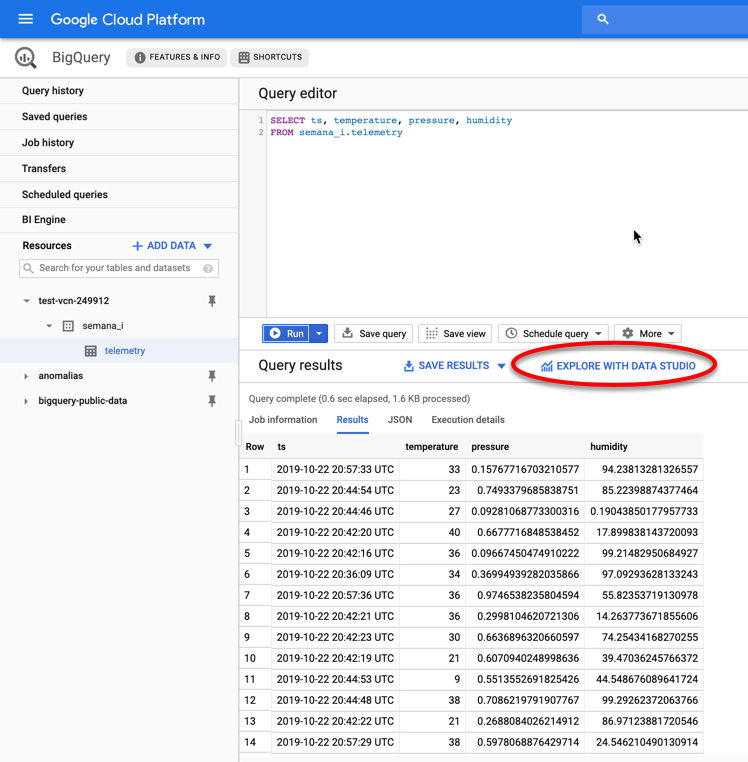 Google Cloud Platform
BigQuery
FEATURES & INFO
SHORTCUTS
Query history
Saved queries
Job history
Transfers
Scheduled queries
BI Engine
Resources
ADD DATA
Search for your tables and datasets
test-vcn-249912
semana_i
telemetry
anomalias
bigquery-public-data
Query editor
1 SELECT ts, temperature, pressure, humidity
2 FROM semana_i.telemetry
Run
Save query
Save view
Schedule query
More
Query results
SAVE RESULTS
EXPLORE WITH DATA STUDIO
Query complete (0.6 sec elapsed, 1.6 KB processed)
Job information Results JSON Execution details
Row ts temperature pressure humidity
1 2019-10-22 20:57:33 UTC 33 0.15767716703210577 94.23813281326557
2 2019-10-22 20:44:54 UTC 23 0.7493379685838751 85.22398874377464
3 2019-10-22 20:44:46 UTC 27 0.09281068773300316 0.19043850177957733
4 2019-10-22 20:42:20 UTC 40 0.6677716848538452 17.899838143720093
5 2019-10-22 20:42:16 UTC 36 0.09667450474910222 99.21482950684927
6 2019-10-22 20:36:09 UTC 34 0.36994939282035866 97.09293628133243
7 2019-10-22 20:57:36 UTC 36 0.9746538235804594 55.82353719130978
8 2019-10-22 20:42:21 UTC 36 0.2998104620721306 14.263773671855606
9 2019-10-22 20:42:23 UTC 30 0.6636896320660597 74.25434168270255
10 2019-10-22 20:42:19 UTC 21 0.6070940248998636 39.47036245766372
11 2019-10-22 20:44:53 UTC 9 0.5513552691825426 44.548676089641724
12 2019-10-22 20:44:48 UTC 38 0.7086219791907767 99.29262372063766
13 2019-10-22 20:42:22 UTC 21 0.2688084026214912 86.97123881720546
14 2019-10-22 20:57:29 UTC 38 0.5978068876429714 24.546210490130914